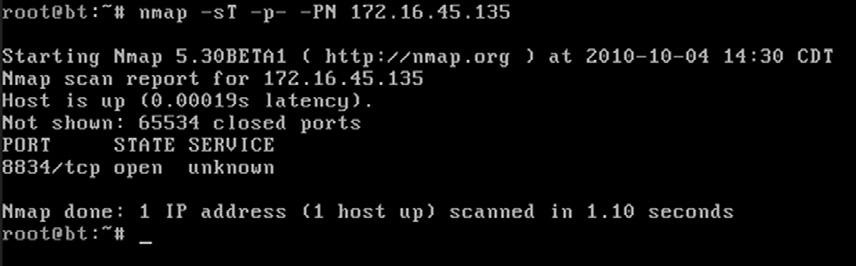 root@bt:~# nmap -sT -p- -PN 172.16.45.135
Starting Nmap 5.30BETA1 ( http://nmap.org ) at 2010-10-04 14:30 CDT
Nmap scan report for 172.16.45.135
Host is up (0.00019s latency).
Not shown: 65534 closed ports
PORT     STATE SERVICE
8834/tcp open  unknown
Nmap done: 1 IP address (1 host up) scanned in 1.10 seconds
root@bt:~# _